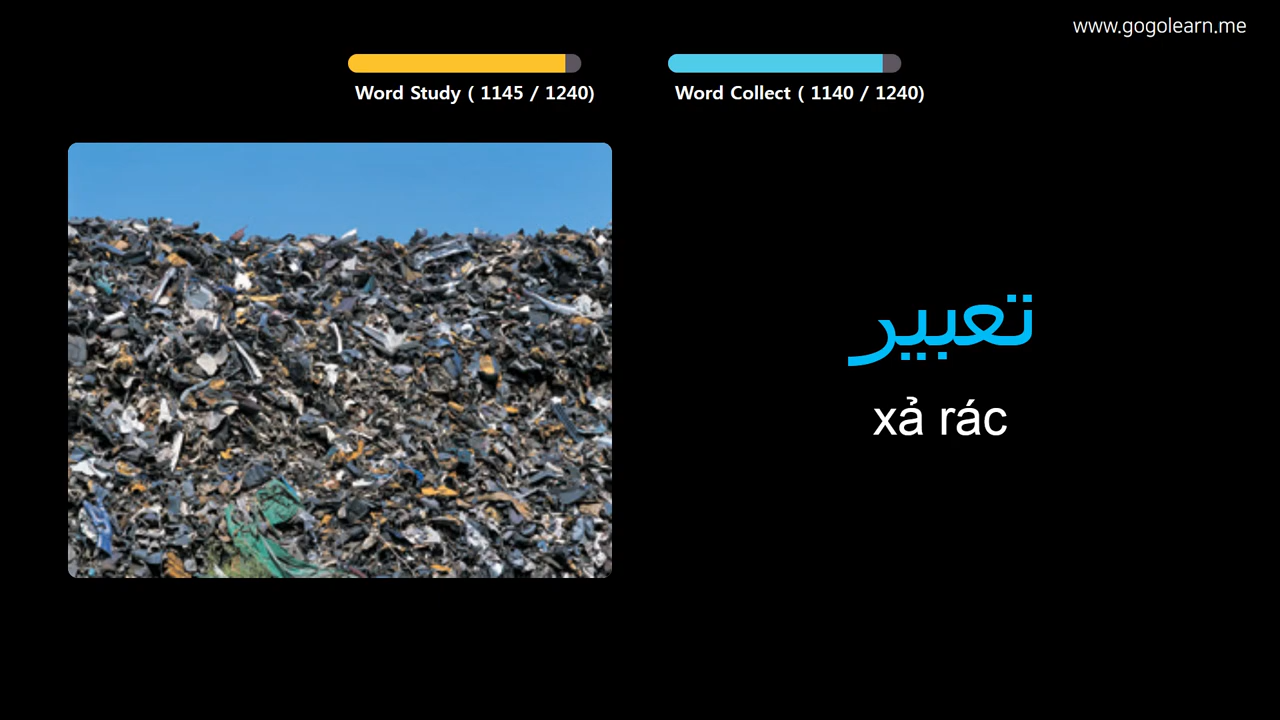 www.gogolearn.me
Word Study ( 1145 / 1240)
Word Collect ( 1140 / 1240)
تعبير
xả rác